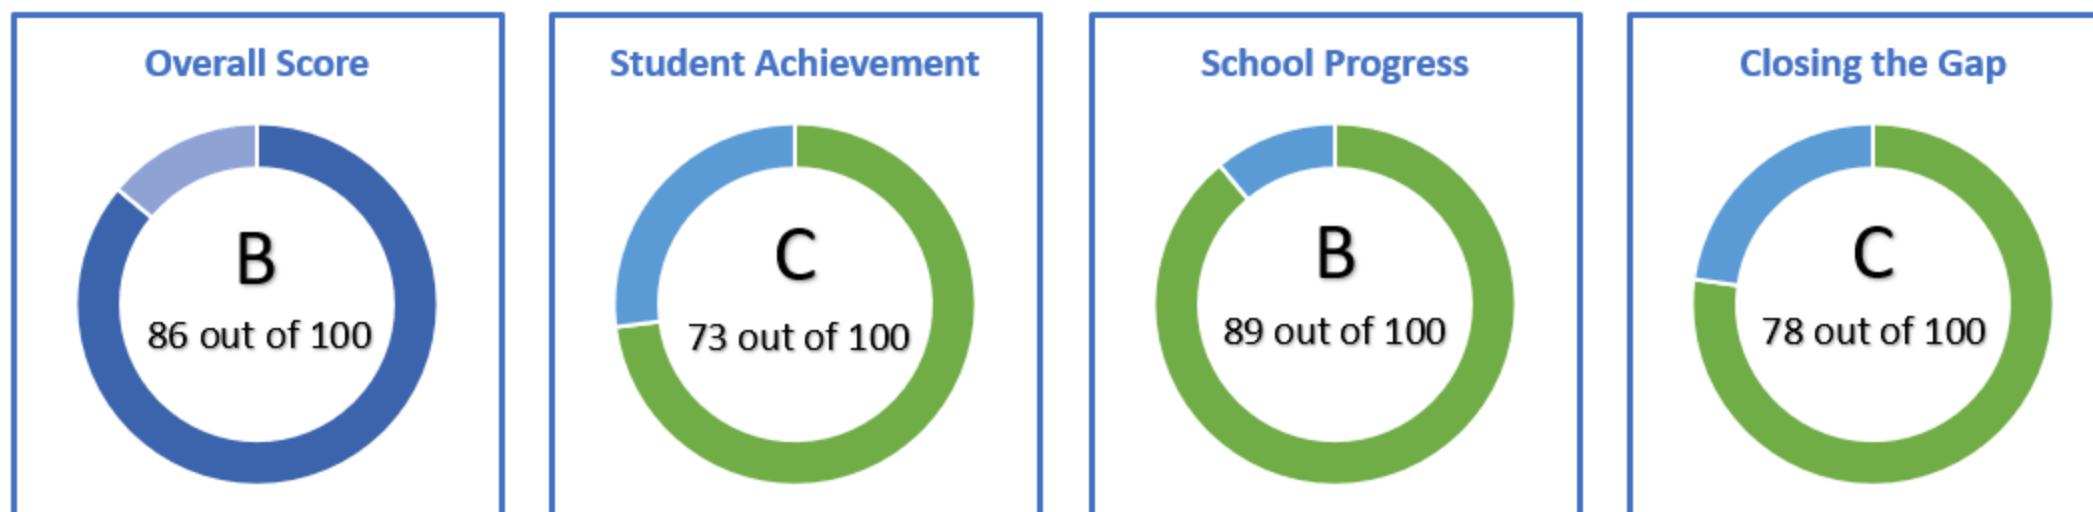 Overall Score
B
86 out of 100
Student Achievement
C
73 out of 100
School Progress
B
89 out of 100
Closing the Gap
C
78 out of 100